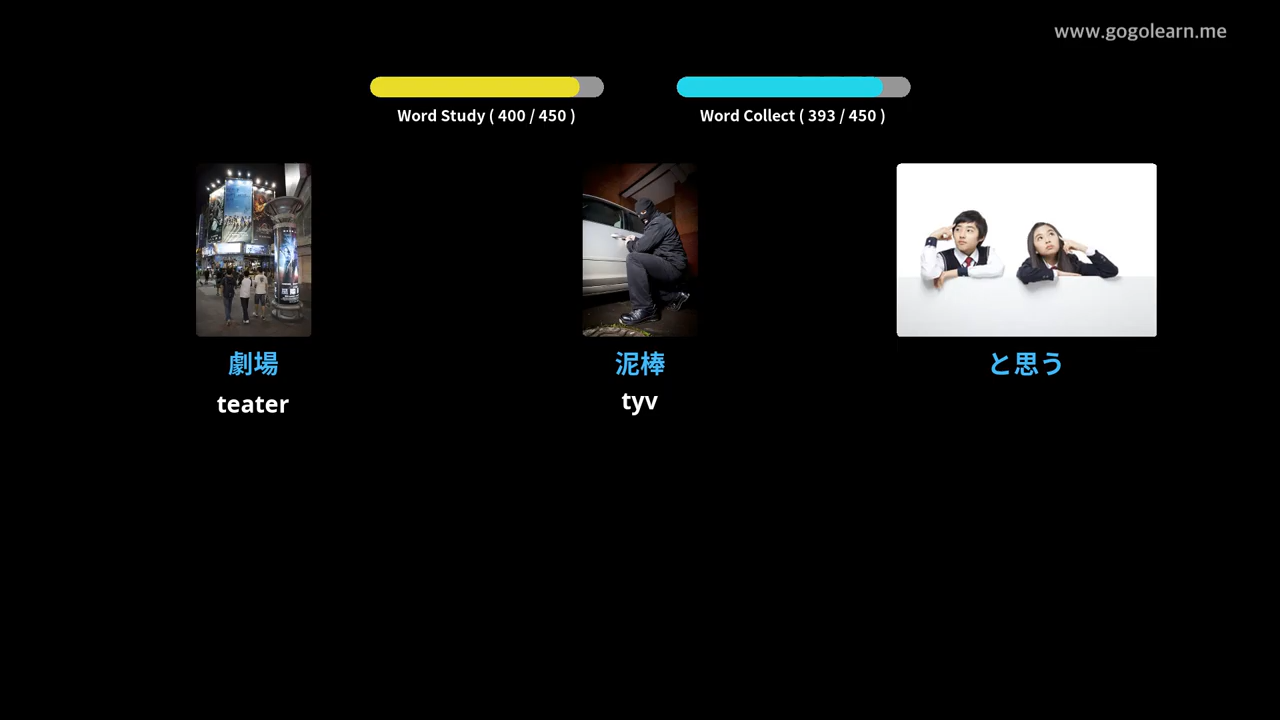 www.gogolearn.me
Word Study ( 400 / 450 )
Word Collect ( 393 / 450 )
劇場
泥棒
と思う
teater
tyv